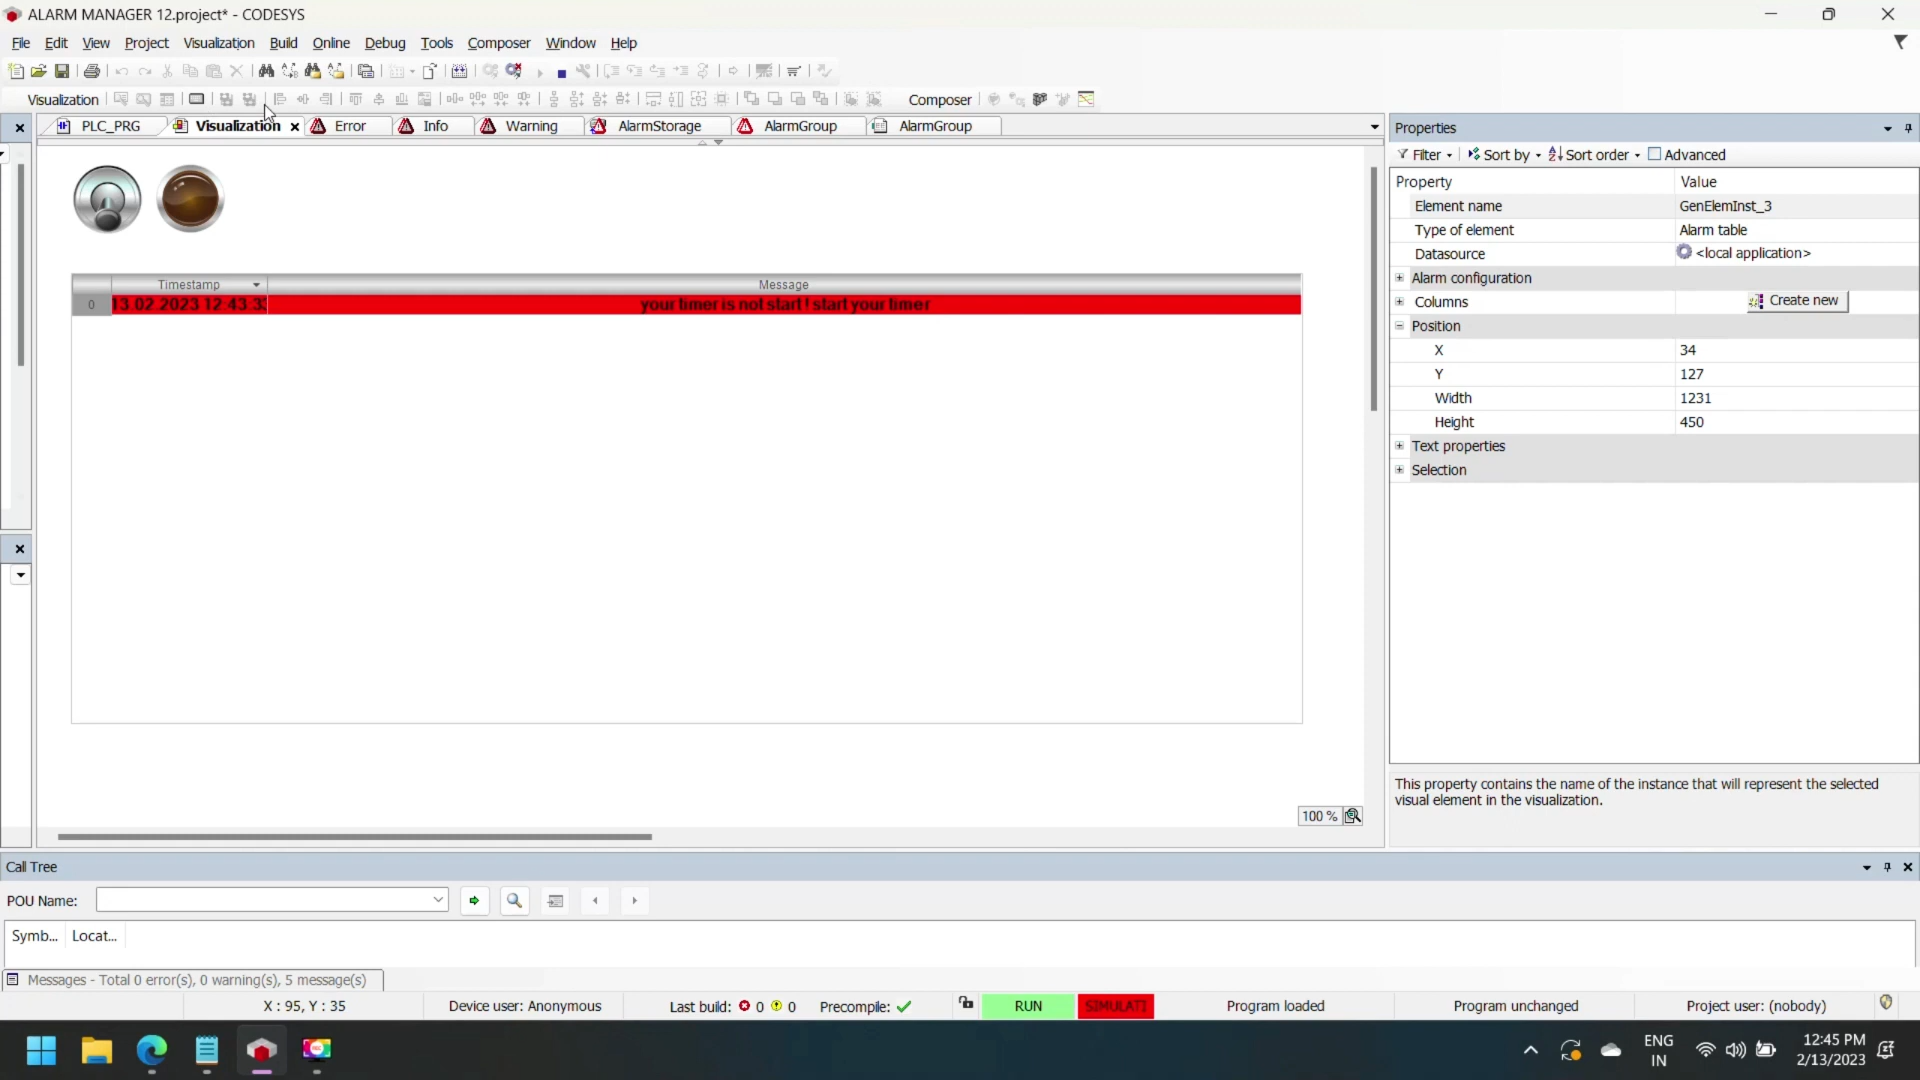 ALARM MANAGER 12.project* - CODESYS
File Edit View Project Visualization Build Online Debug Tools Composer Window Help
Visualization Composer
PLC_PRG Visualization Error Info Warning AlarmStorage AlarmGroup AlarmGroup
Timestamp Message
0 13.02.2023 12:43:33 your timer is not start ! start your timer
100 %
Properties
Filter Sort by Sort order Advanced
Property Value
Element name GenElemInst_3
Type of element Alarm table
Datasource <local application>
Alarm configuration
Columns Create new
Position
X 34
Y 127
Width 1231
Height 450
Text properties
Selection
This property contains the name of the instance that will represent the selected
visual element in the visualization.
Call Tree
POU Name:
Symb... Locat...
Messages - Total 0 error(s), 0 warning(s), 5 message(s)
X : 95, Y : 35 Device user: Anonymous Last build: 0 0 Precompile: RUN SIMULATI Program loaded Program unchanged Project user: (nobody)
ENG
IN
12:45 PM
2/13/2023